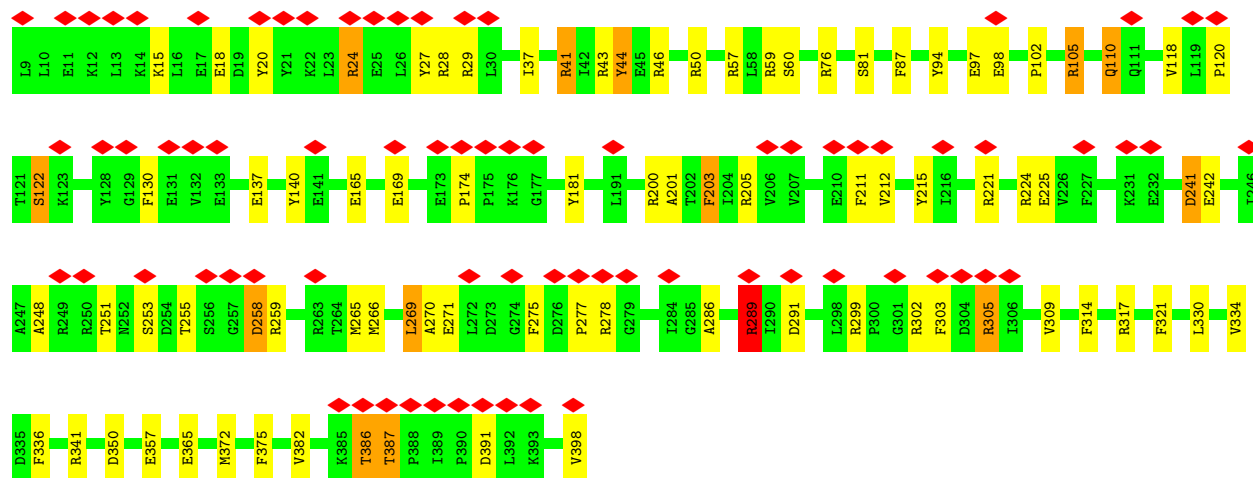 L9 L10 E11 K12 L13 K14 K15 L16 E17 E18 D19 Y20 Y21 K22 L23 R24 E25 L26 Y27 R28 R29 L30 I37 R41 I42 R43 Y44 E45 R46 R50 R57 L58 R59 S60 R76 S81 F87 Y94 E97 E98 P102 R105 Q110 Q111 V118 L119 P120
T121 S122 K123 Y128 G129 F130 E131 V132 E133 E137 Y140 E141 E165 E169 E173 P174 P175 K176 G177 Y181 L191 R200 A201 T202 F203 I204 R205 V206 V207 E210 F211 V212 Y215 I216 R221 R224 E225 V226 F227 K231 E232 D241 E242 I246
A247 A248 R249 R250 T251 N252 S253 D254 T255 S256 G257 D258 R259 R263 T264 M265 M266 L269 A270 E271 L272 D273 G274 F275 D276 P277 R278 G279 I284 G285 A286 R289 I290 D291 L298 R299 P300 G301 R302 F303 D304 R305 I306 V309 F314 R317 F321 L330 V334
D335 F336 R341 D350 E357 E365 M372 F375 V382 K385 T386 T387 P388 I389 P390 D391 L392 K393 V398